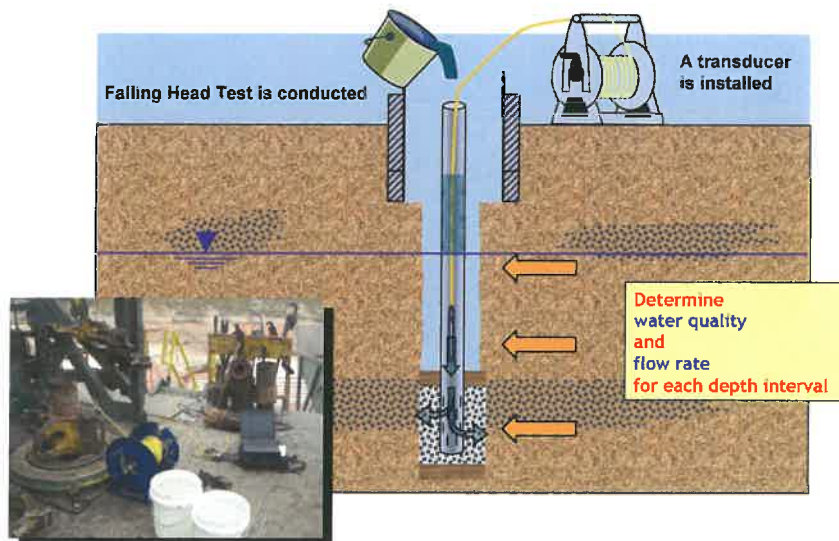 Falling Head Test is conducted
A transducer
is installed
Determine
water quality
and
flow rate
for each depth interval